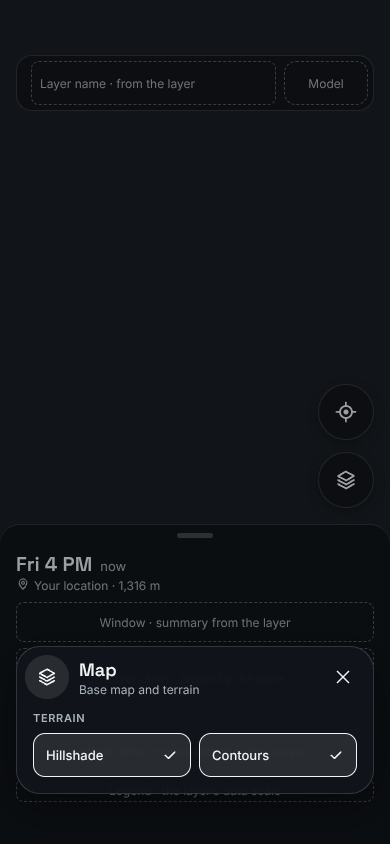 Layer name · from the layer
Model
Fri 4 PM now
Your location · 1,316 m
Window · summary from the layer
Map
Base map and terrain
TERRAIN
Hillshade
Contours